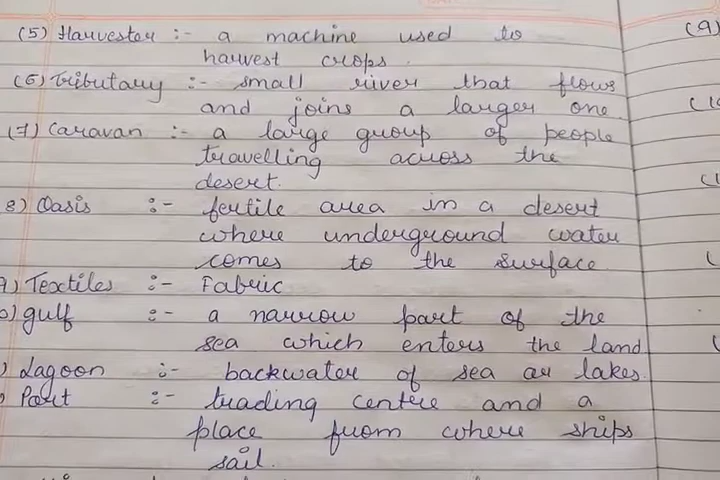 (5) Harvester :- a machine used to
harvest crops.
(6) Tributary :- small river that flows
and joins a larger one
(7) Caravan :- a large group of people
travelling across the
desert.
8) Oasis :- fertile area in a desert
where underground water
comes to the surface
9) Textiles :- Fabric
0) gulf :- a narrow part of the
sea which enters the land
) Lagoon :- backwater of sea or lakes.
) Port :- trading centre and a
place from where ships
sail.
(9)